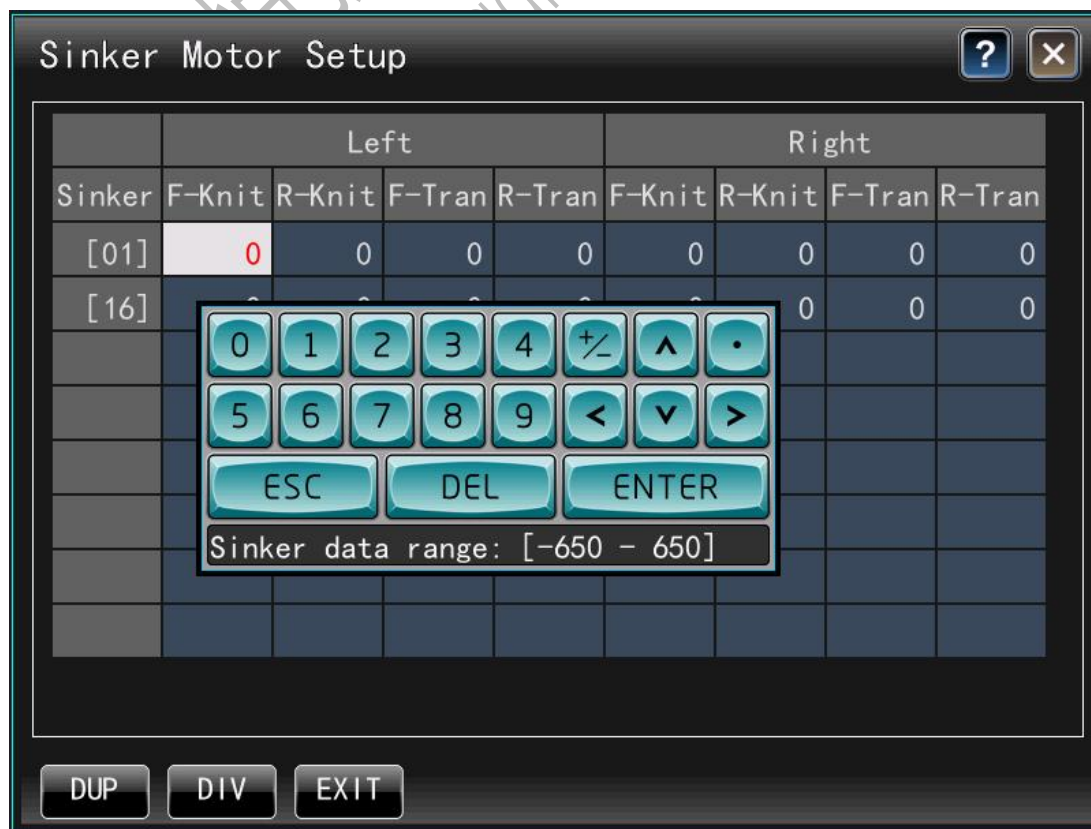 Sinker Motor Setup ? ×
Left Right
Sinker F-Knit R-Knit F-Tran R-Tran F-Knit R-Knit F-Tran R-Tran
[01] 0 0 0 0 0 0 0 0
[16] 0 0 0
0 1 2 3 4 +/- ∧ •
5 6 7 8 9 < ∨ >
ESC DEL ENTER
Sinker data range: [-650 - 650]
DUP DIV EXIT